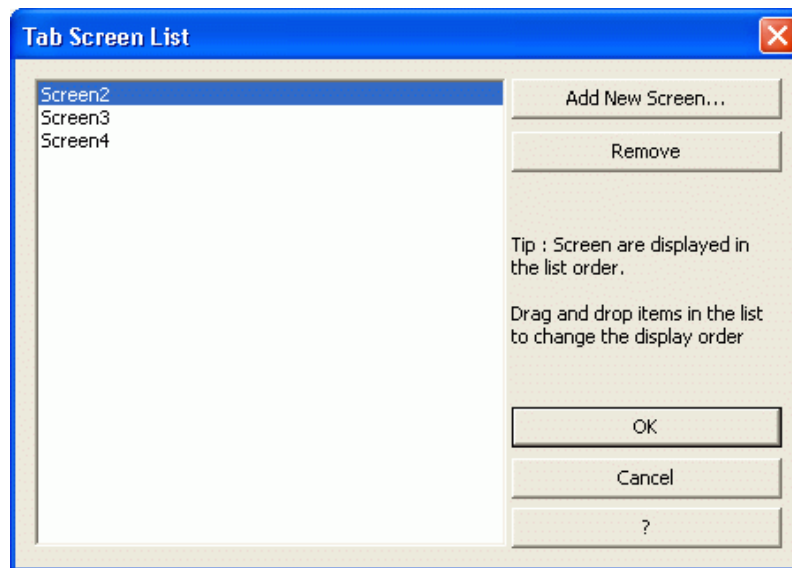 Tab Screen List
Screen2
Screen3
Screen4
Add New Screen...
Remove
Tip : Screen are displayed in
the list order.
Drag and drop items in the list
to change the display order
OK
Cancel
?